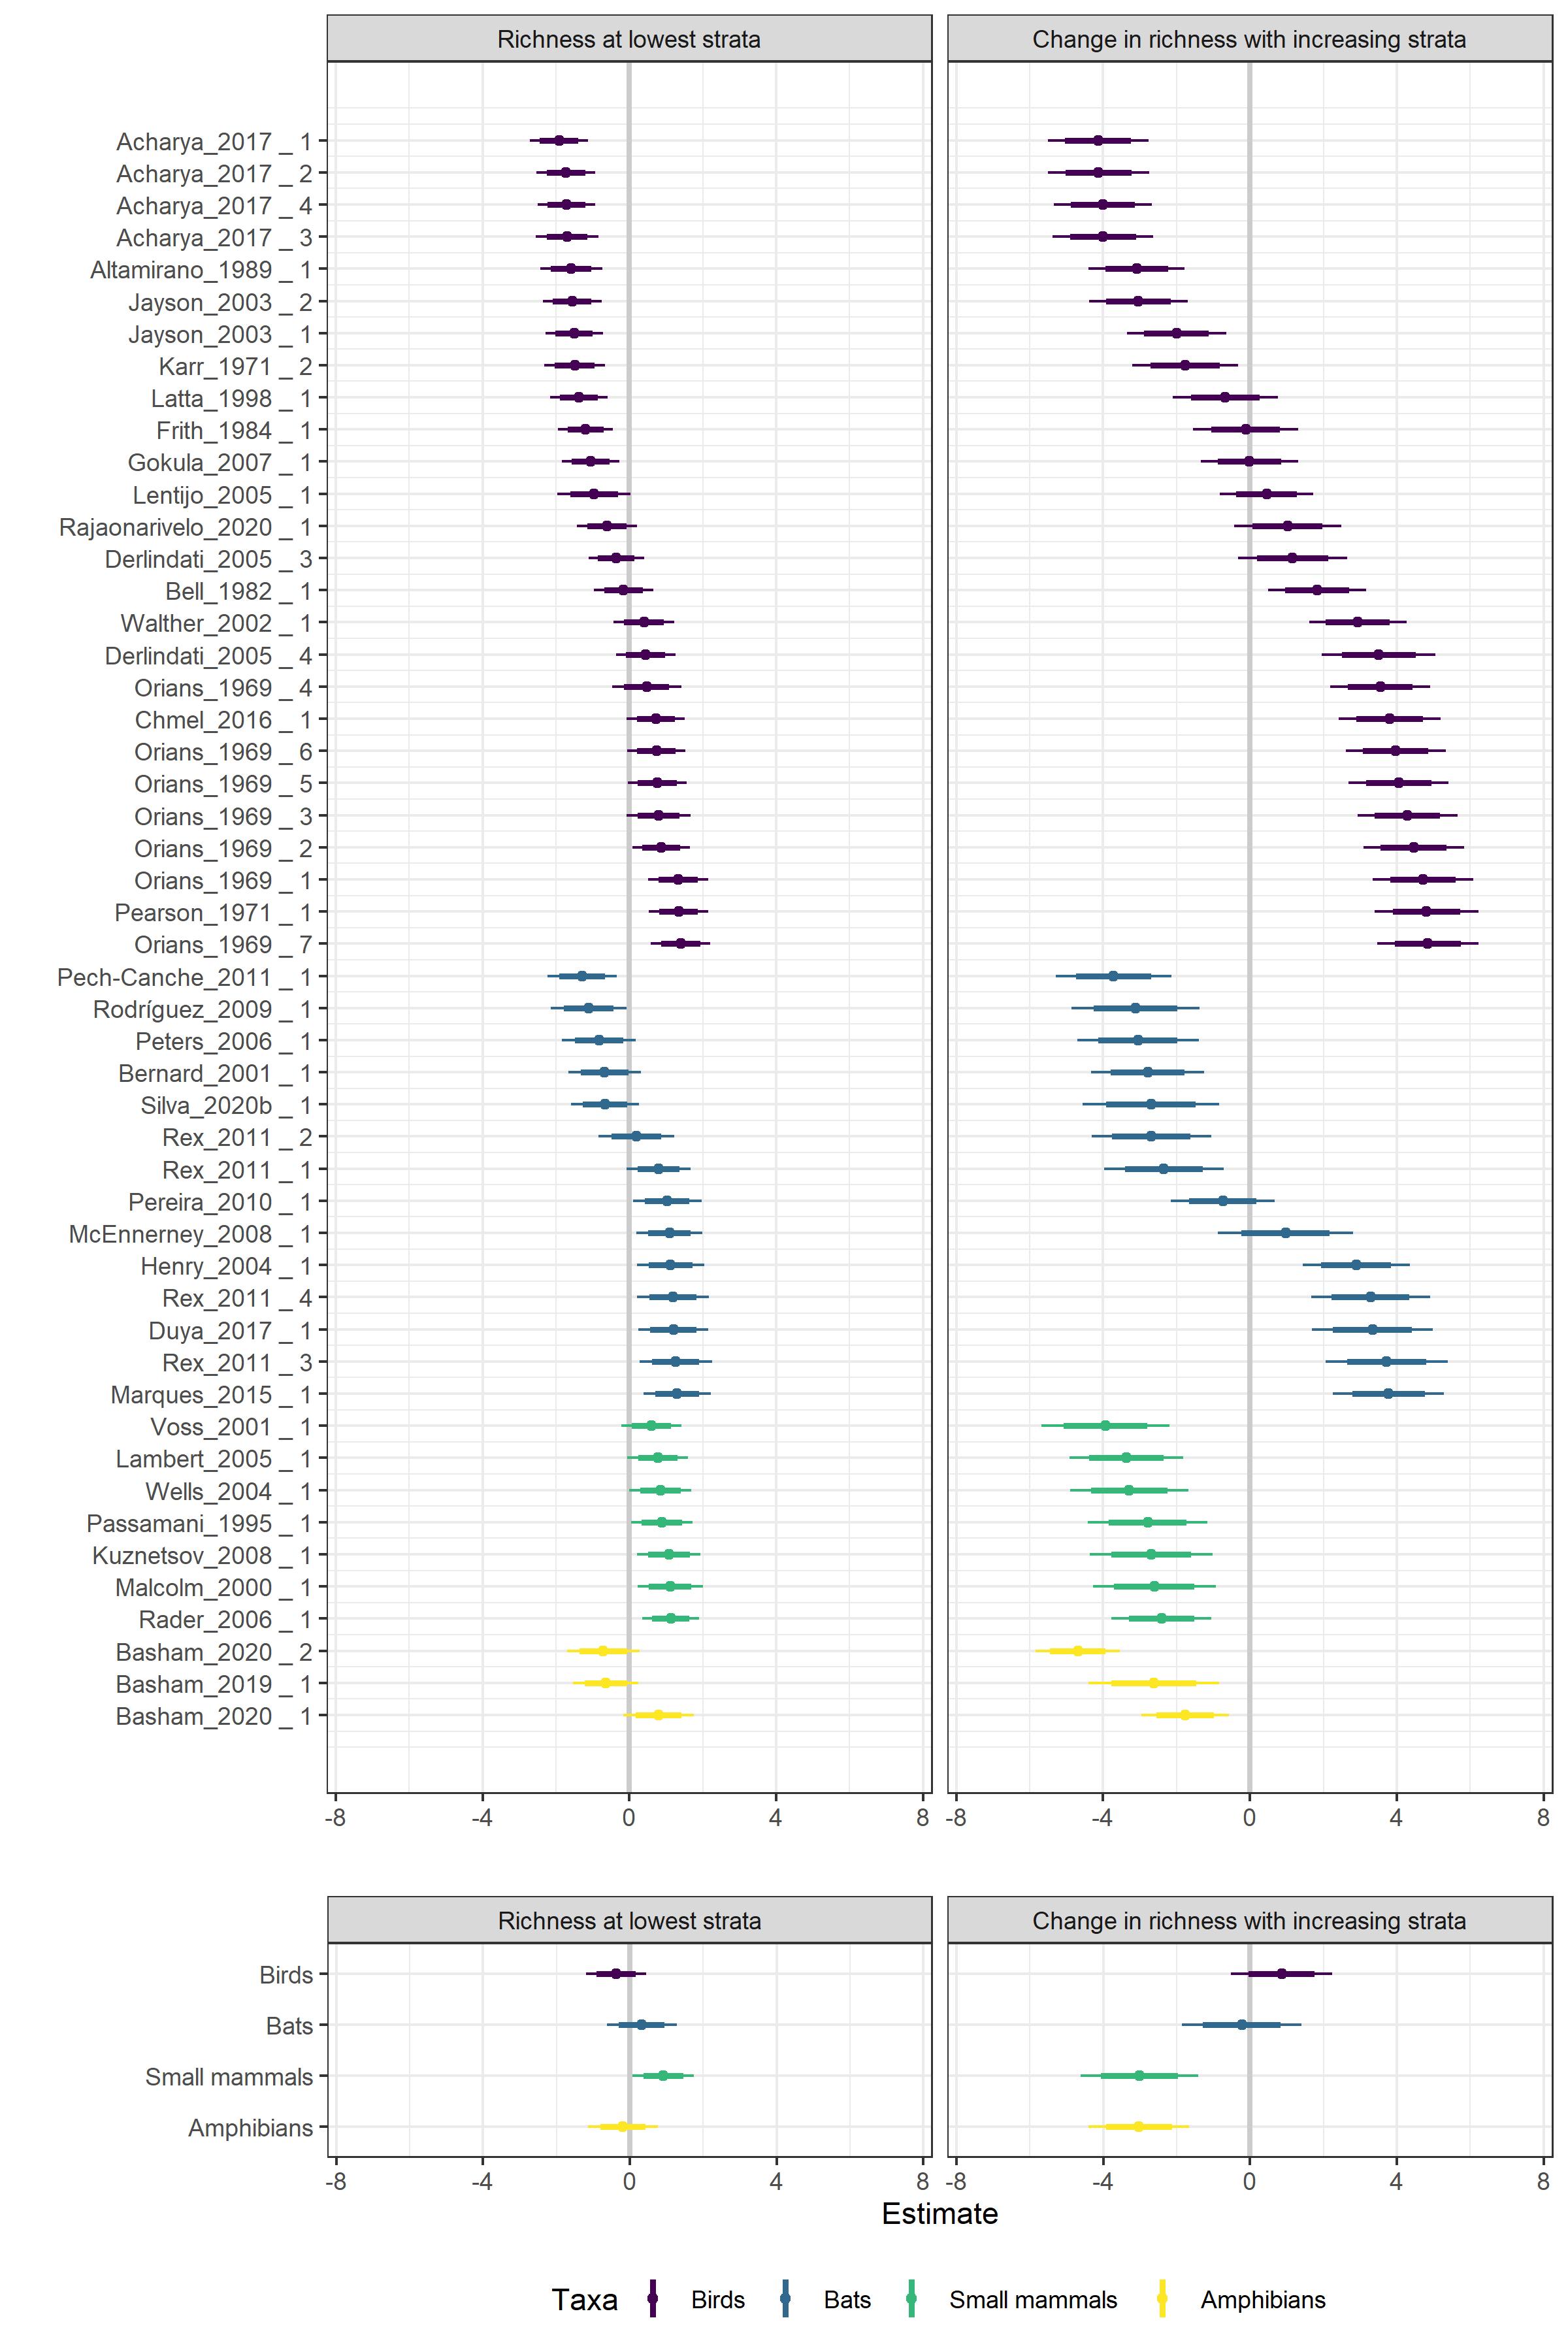 Richness at lowest strata
Change in richness with increasing strata
Acharya_2017 _ 1
Acharya_2017 _ 2
Acharya_2017 _ 4
Acharya_2017 _ 3
Altamirano_1989 _ 1
Jayson_2003 _ 2
Jayson_2003 _ 1
Karr_1971 _ 2
Latta_1998 _ 1
Frith_1984 _ 1
Gokula_2007 _ 1
Lentijo_2005 _ 1
Rajaonarivelo_2020 _ 1
Derlindati_2005 _ 3
Bell_1982 _ 1
Walther_2002 _ 1
Derlindati_2005 _ 4
Orians_1969 _ 4
Chmel_2016 _ 1
Orians_1969 _ 6
Orians_1969 _ 5
Orians_1969 _ 3
Orians_1969 _ 2
Orians_1969 _ 1
Pearson_1971 _ 1
Orians_1969 _ 7
Pech-Canche_2011 _ 1
Rodríguez_2009 _ 1
Peters_2006 _ 1
Bernard_2001 _ 1
Silva_2020b _ 1
Rex_2011 _ 2
Rex_2011 _ 1
Pereira_2010 _ 1
McEnnerney_2008 _ 1
Henry_2004 _ 1
Rex_2011 _ 4
Duya_2017 _ 1
Rex_2011 _ 3
Marques_2015 _ 1
Voss_2001 _ 1
Lambert_2005 _ 1
Wells_2004 _ 1
Passamani_1995 _ 1
Kuznetsov_2008 _ 1
Malcolm_2000 _ 1
Rader_2006 _ 1
Basham_2020 _ 2
Basham_2019 _ 1
Basham_2020 _ 1
-8 -4 0 4 8
-8 -4 0 4 8
Richness at lowest strata
Change in richness with increasing strata
Birds
Bats
Small mammals
Amphibians
-8 -4 0 4 8
-8 -4 0 4 8
Estimate
Taxa Birds Bats Small mammals Amphibians